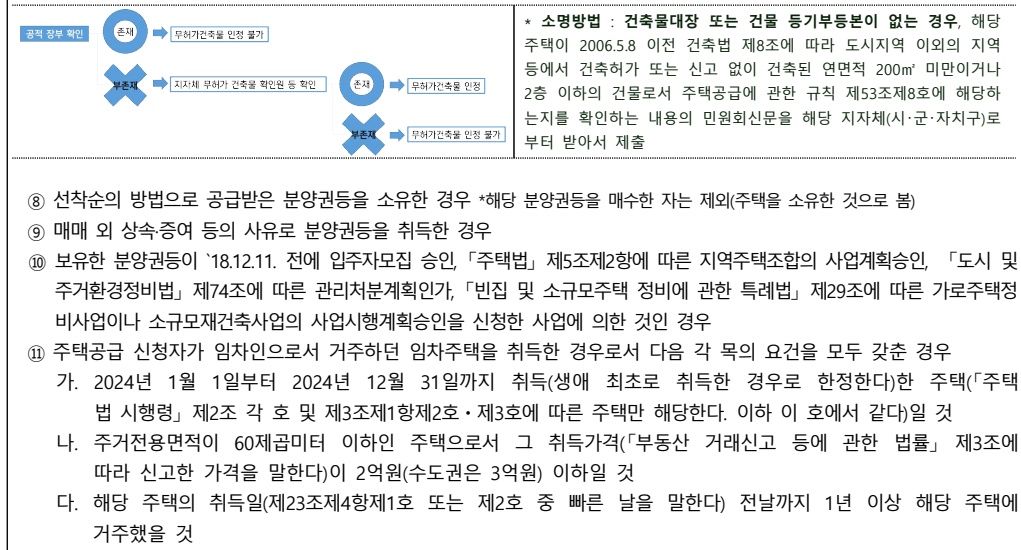 공적 장부 확인
존재
무허가건축물 인정 불가
부존재
지자체 무허가 건축물 확인원 등 확인
존재
무허가건축물 인정
부존재
무허가건축물 인정 불가
* 소명방법 : 건축물대장 또는 건물 등기부등본이 없는 경우, 해당
주택이 2006.5.8 이전 건축법 제8조에 따라 도시지역 이외의 지역
등에서 건축허가 또는 신고 없이 건축된 연면적 200㎡ 미만이거나
2층 이하의 건물로서 주택공급에 관한 규칙 제53조제8호에 해당하
는지를 확인하는 내용의 민원회신문을 해당 지자체(시·군·자치구)로
부터 받아서 제출
⑧ 선착순의 방법으로 공급받은 분양권등을 소유한 경우 *해당 분양권등을 매수한 자는 제외(주택을 소유한 것으로 봄)
⑨ 매매 외 상속·증여 등의 사유로 분양권등을 취득한 경우
⑩ 보유한 분양권등이 `18.12.11. 전에 입주자모집 승인,「주택법」제5조제2항에 따른 지역주택조합의 사업계획승인, 「도시 및
주거환경정비법」제74조에 따른 관리처분계획인가,「빈집 및 소규모주택 정비에 관한 특례법」제29조에 따른 가로주택정
비사업이나 소규모재건축사업의 사업시행계획승인을 신청한 사업에 의한 것인 경우
⑪ 주택공급 신청자가 임차인으로서 거주하던 임차주택을 취득한 경우로서 다음 각 목의 요건을 모두 갖춘 경우
가. 2024년 1월 1일부터 2024년 12월 31일까지 취득(생애 최초로 취득한 경우로 한정한다)한 주택(「주택
법 시행령」제2조 각 호 및 제3조제1항제2호·제3호에 따른 주택만 해당한다. 이하 이 호에서 같다)일 것
나. 주거전용면적이 60제곱미터 이하인 주택으로서 그 취득가격(「부동산 거래신고 등에 관한 법률」 제3조에
따라 신고한 가격을 말한다)이 2억원(수도권은 3억원) 이하일 것
다. 해당 주택의 취득일(제23조제4항제1호 또는 제2호 중 빠른 날을 말한다) 전날까지 1년 이상 해당 주택에
거주했을 것